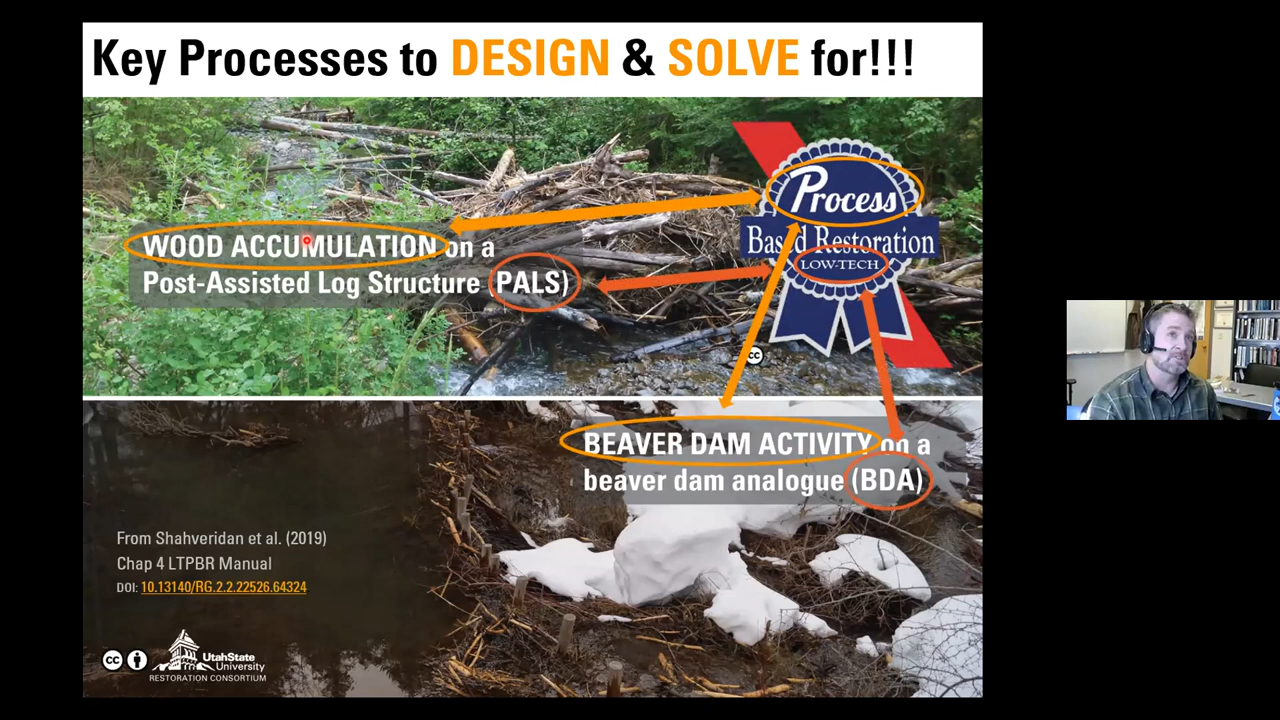 Key Processes to DESIGN & SOLVE for!!!
Process
Based Restoration
LOW-TECH
WOOD ACCUMULATION on a
Post-Assisted Log Structure (PALS)
cc
BEAVER DAM ACTIVITY on a
beaver dam analogue (BDA)
From Shahveridan et al. (2019)
Chap 4 LTPBR Manual
DOI: 10.13140/RG.2.2.22526.64324
cc
UtahState
University
RESTORATION CONSORTIUM